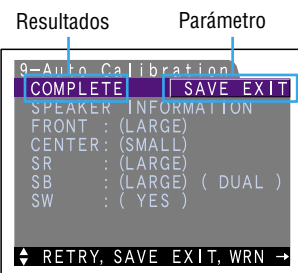 Resultados Parámetro
9-Auto Calibration
COMPLETE SAVE EXIT
SPEAKER INFORMATION
FRONT : (LARGE)
CENTER: (SMALL)
SR : (LARGE)
SB : (LARGE) ( DUAL )
SW : ( YES )
♦ RETRY, SAVE EXIT, WRN →